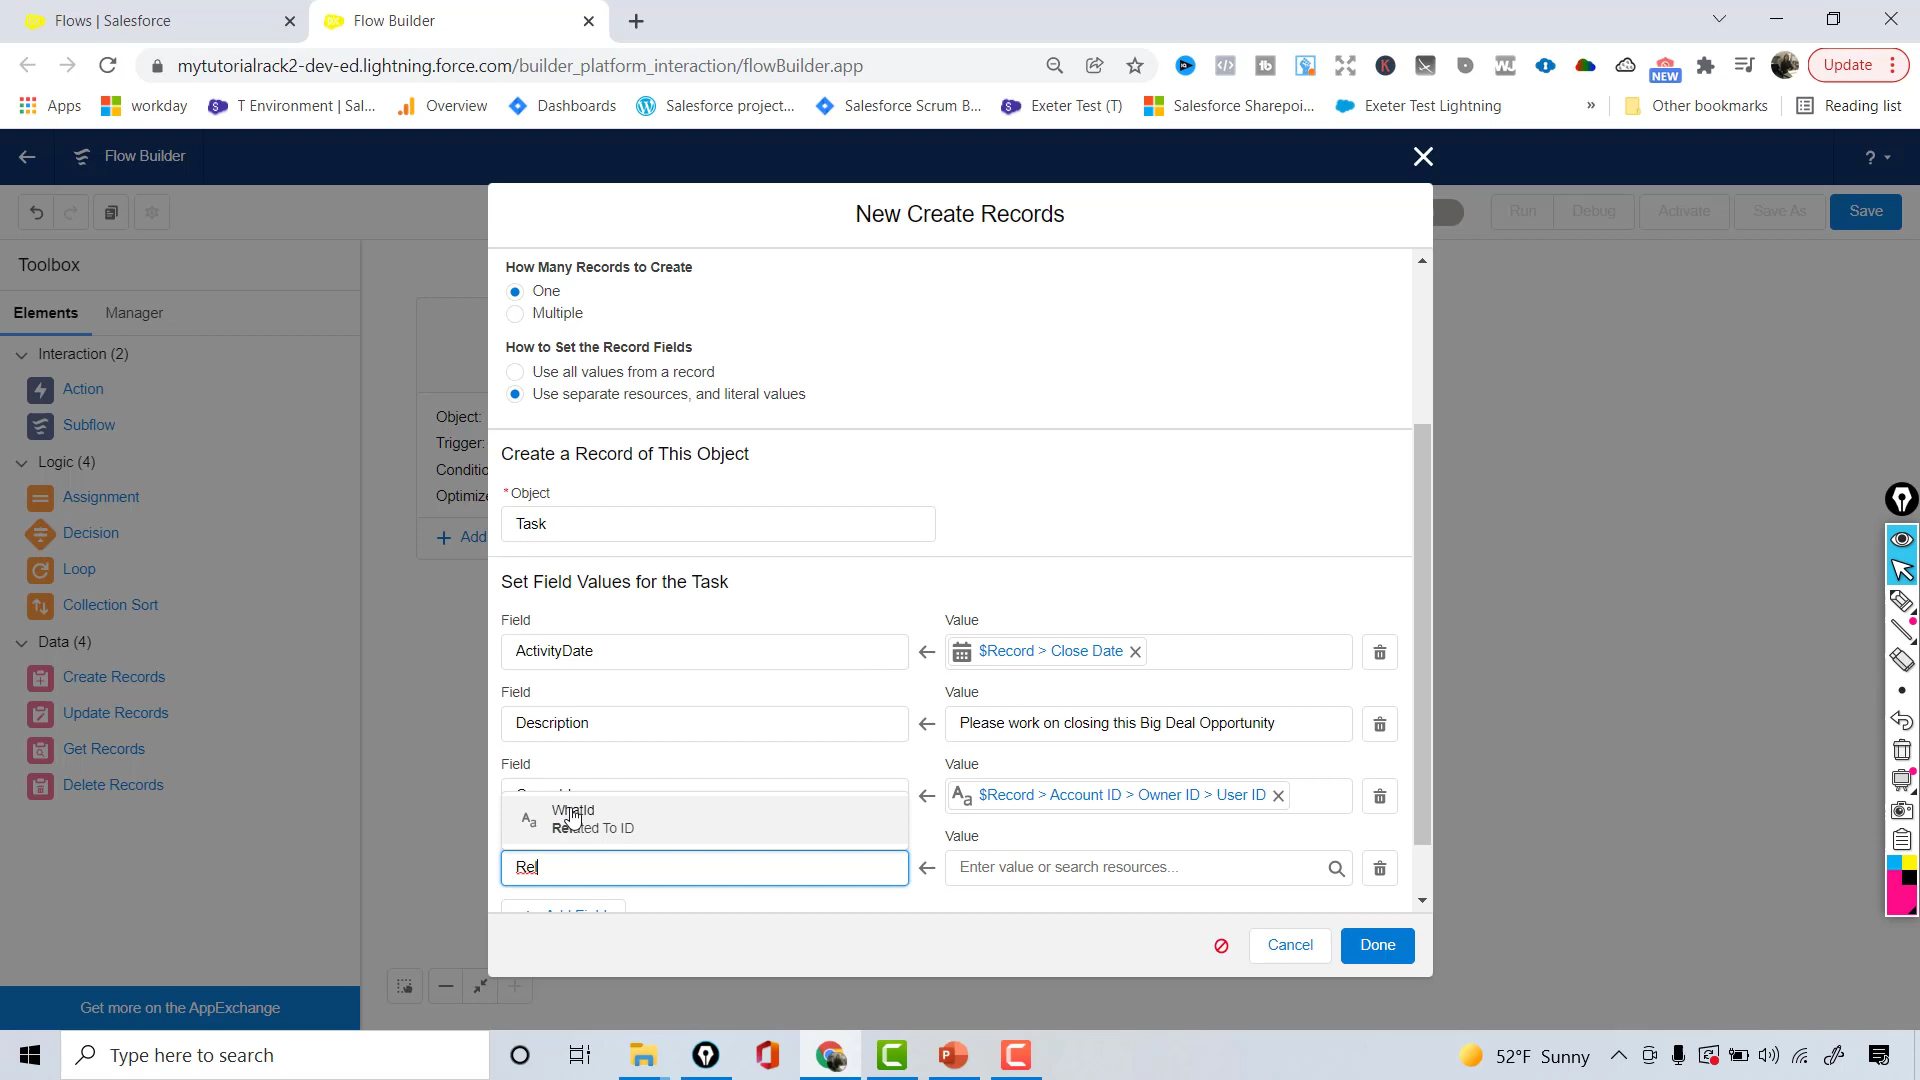 Flows | Salesforce
Flow Builder
mytutorialrack2-dev-ed.lightning.force.com/builder_platform_interaction/flowBuilder.app
NEW
Update
Apps
workday
T Environment | Sal...
Overview
Dashboards
Salesforce project...
Salesforce Scrum B...
Exeter Test (T)
Salesforce Sharepoi...
Exeter Test Lightning
»
Other bookmarks
Reading list
Flow Builder
?
New Create Records
Run
Debug
Activate
Save As
Save
Toolbox
Elements
Manager
Interaction (2)
Action
Subflow
Logic (4)
Assignment
Decision
Loop
Collection Sort
Data (4)
Create Records
Update Records
Get Records
Delete Records
Get more on the AppExchange
Object:
Trigger:
Conditio
Optimize
Add
How Many Records to Create
One
Multiple
How to Set the Record Fields
Use all values from a record
Use separate resources, and literal values
Create a Record of This Object
* Object
Task
Set Field Values for the Task
Field
Value
ActivityDate
$Record > Close Date
Field
Value
Description
Please work on closing this Big Deal Opportunity
Field
Value
Aa $Record > Account ID > Owner ID > User ID
Aa WhatId
Related To ID
Value
Rel
Enter value or search resources...
Cancel
Done
Type here to search
52°F Sunny